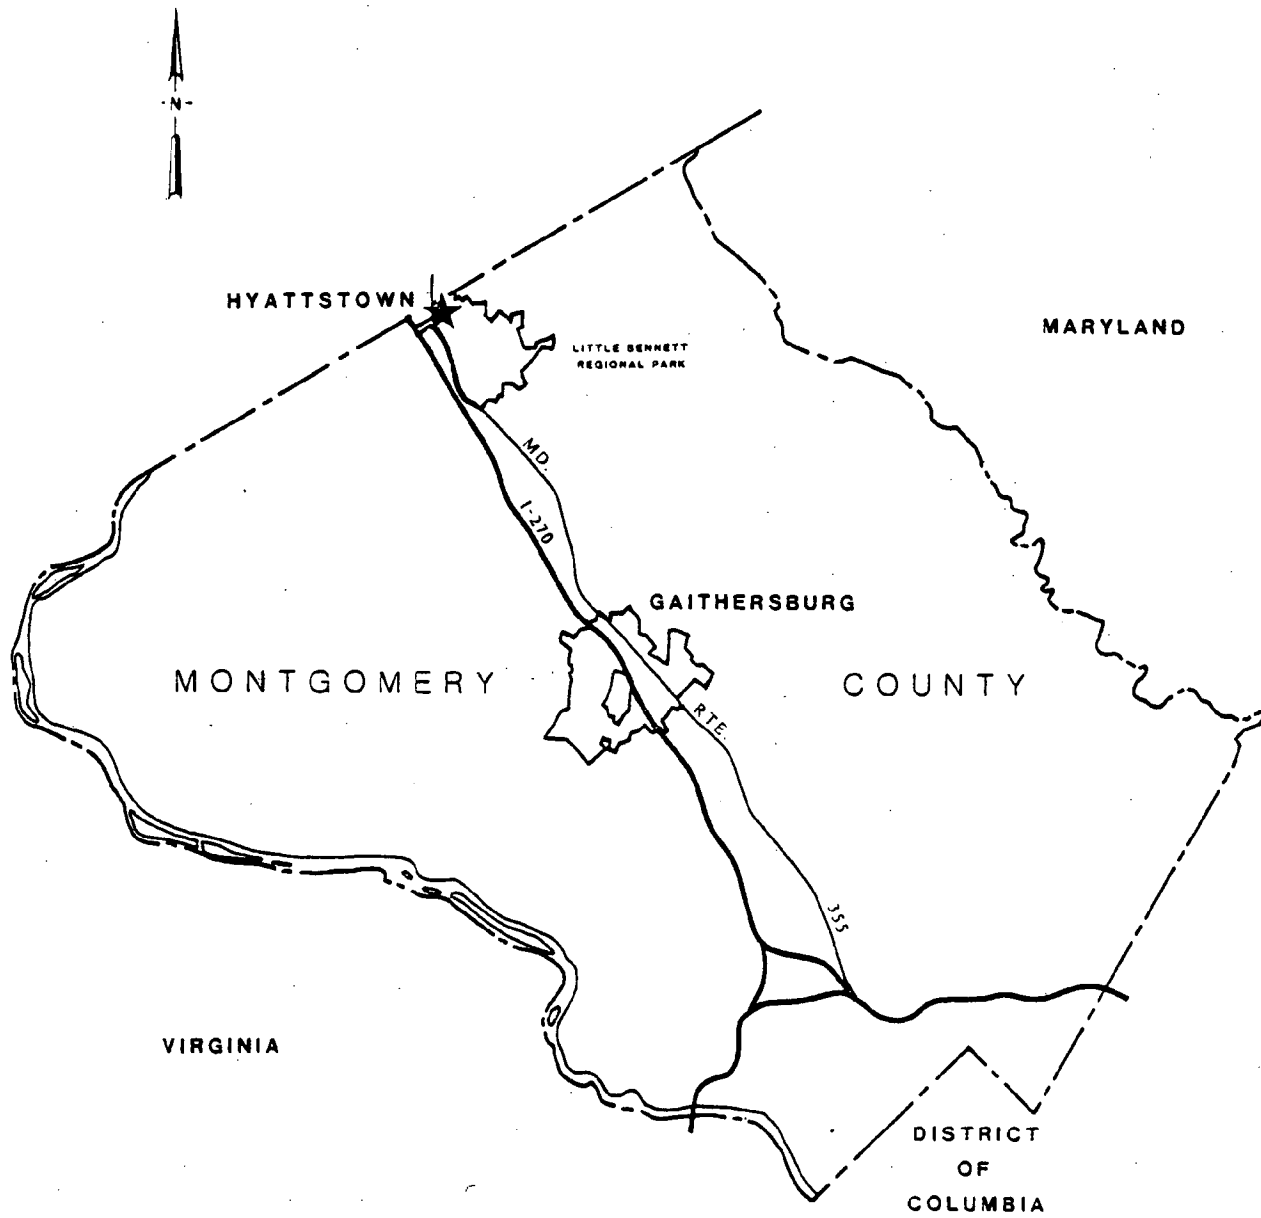 N
HYATTSTOWN
MARYLAND
LITTLE BENNETT
REGIONAL PARK
MD.
I-270
GAITHERSBURG
MONTGOMERY COUNTY
RTE.
355
VIRGINIA
DISTRICT
OF
COLUMBIA